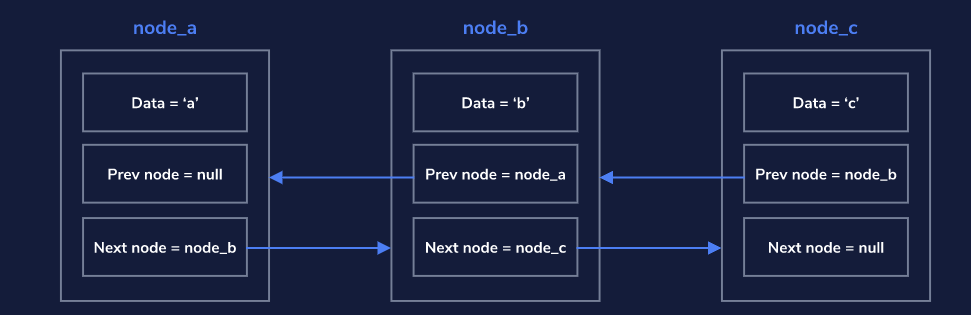 node_a
node_b
node_c
Data = ‘a’
Data = ‘b’
Data = ‘c’
Prev node = null
Prev node = node_a
Prev node = node_b
Next node = node_b
Next node = node_c
Next node = null